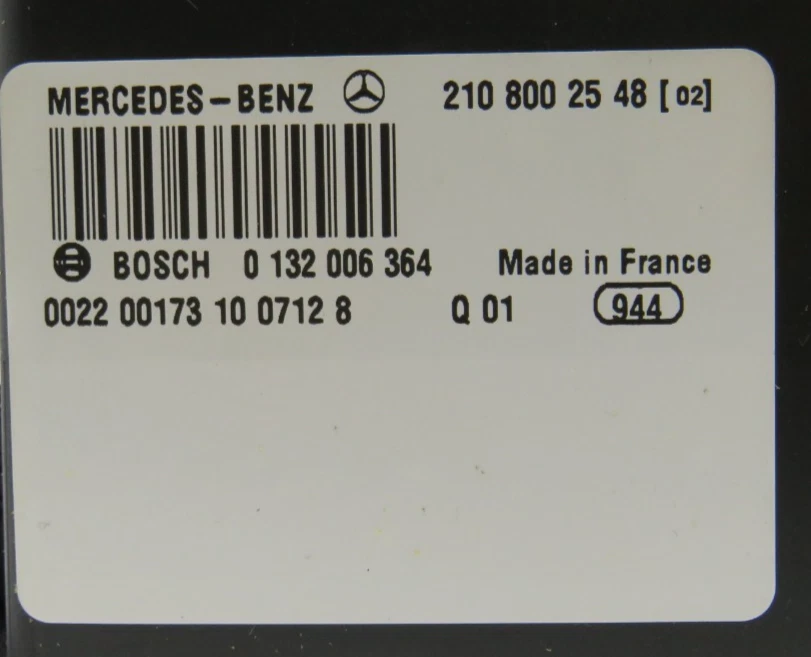 MERCEDES-BENZ 210 800 25 48 [02]
BOSCH 0 132 006 364 Made in France
0022 00173 10 0712 8 Q 01 944